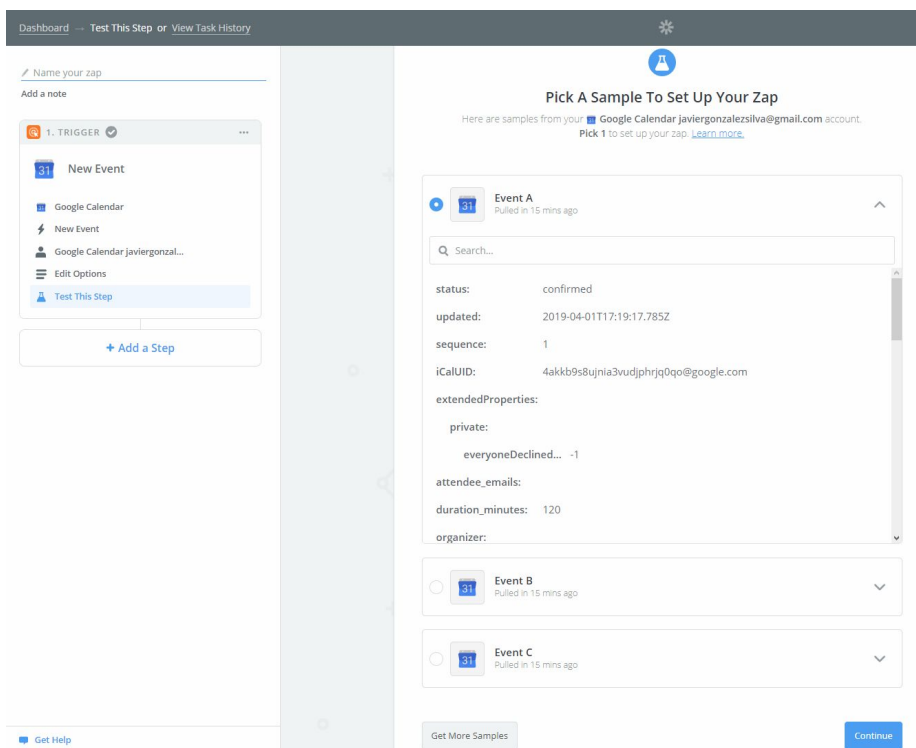 Dashboard → Test This Step or View Task History
Name your zap
Add a note
1. TRIGGER
31 New Event
31 Google Calendar
New Event
Google Calendar javiergonzal...
Edit Options
Test This Step
+ Add a Step
Get Help
Pick A Sample To Set Up Your Zap
Here are samples from your 31 Google Calendar javiergonzalezsilva@gmail.com account.
Pick 1 to set up your zap. Learn more.
31 Event A
Pulled in 15 mins ago
Search...
status: confirmed
updated: 2019-04-01T17:19:17.785Z
sequence: 1
iCalUID: 4akkb9s8ujnia3vudjphrjq0qo@google.com
extendedProperties:
private:
everyoneDeclined... -1
attendee_emails:
duration_minutes: 120
organizer:
31 Event B
Pulled in 15 mins ago
31 Event C
Pulled in 15 mins ago
Get More Samples
Continue